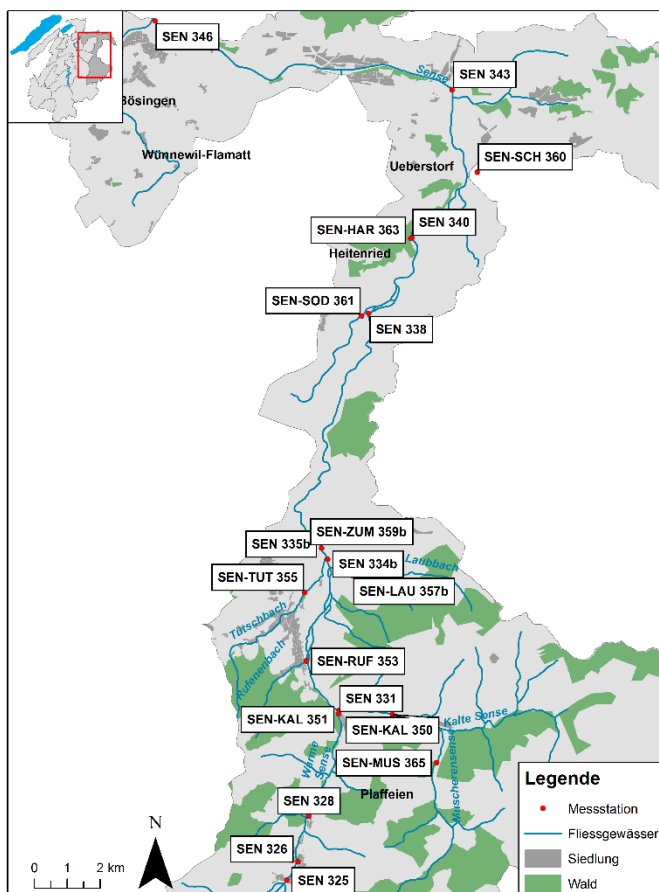 SEN 346
Sense
SEN 343
Bösingen
Wünnewil-Flamatt
Ueberstorf
SEN-SCH 360
SEN-HAR 363
SEN 340
Heitenried
SEN-SOD 361
SEN 338
SEN-ZUM 359b
SEN 335b
SEN 334b
Laubbach
SEN-TUT 355
SEN-LAU 357b
Tütschbach
Rufenenbach
SEN-RUF 353
SEN 331
SEN-KAL 351
Kalte Sense
SEN-KAL 350
Warme
Sense
SEN-MUS 365
Muscherensense
Plaffeien
SEN 328
SEN 326
SEN 325
N
0 1 2 km
Legende
Messstation
Fliessgewässer
Siedlung
Wald